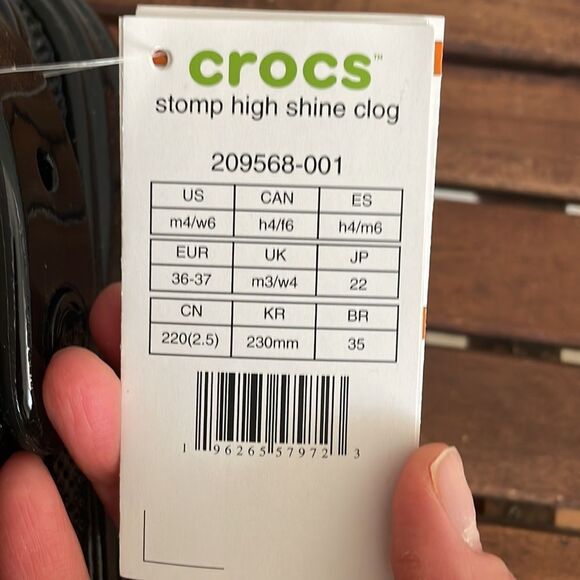 crocs™
stomp high shine clog
209568-001
US CAN ES
m4/w6 h4/f6 h4/m6
EUR UK JP
36-37 m3/w4 22
CN KR BR
220(2.5) 230mm 35
1 96265 57972 3